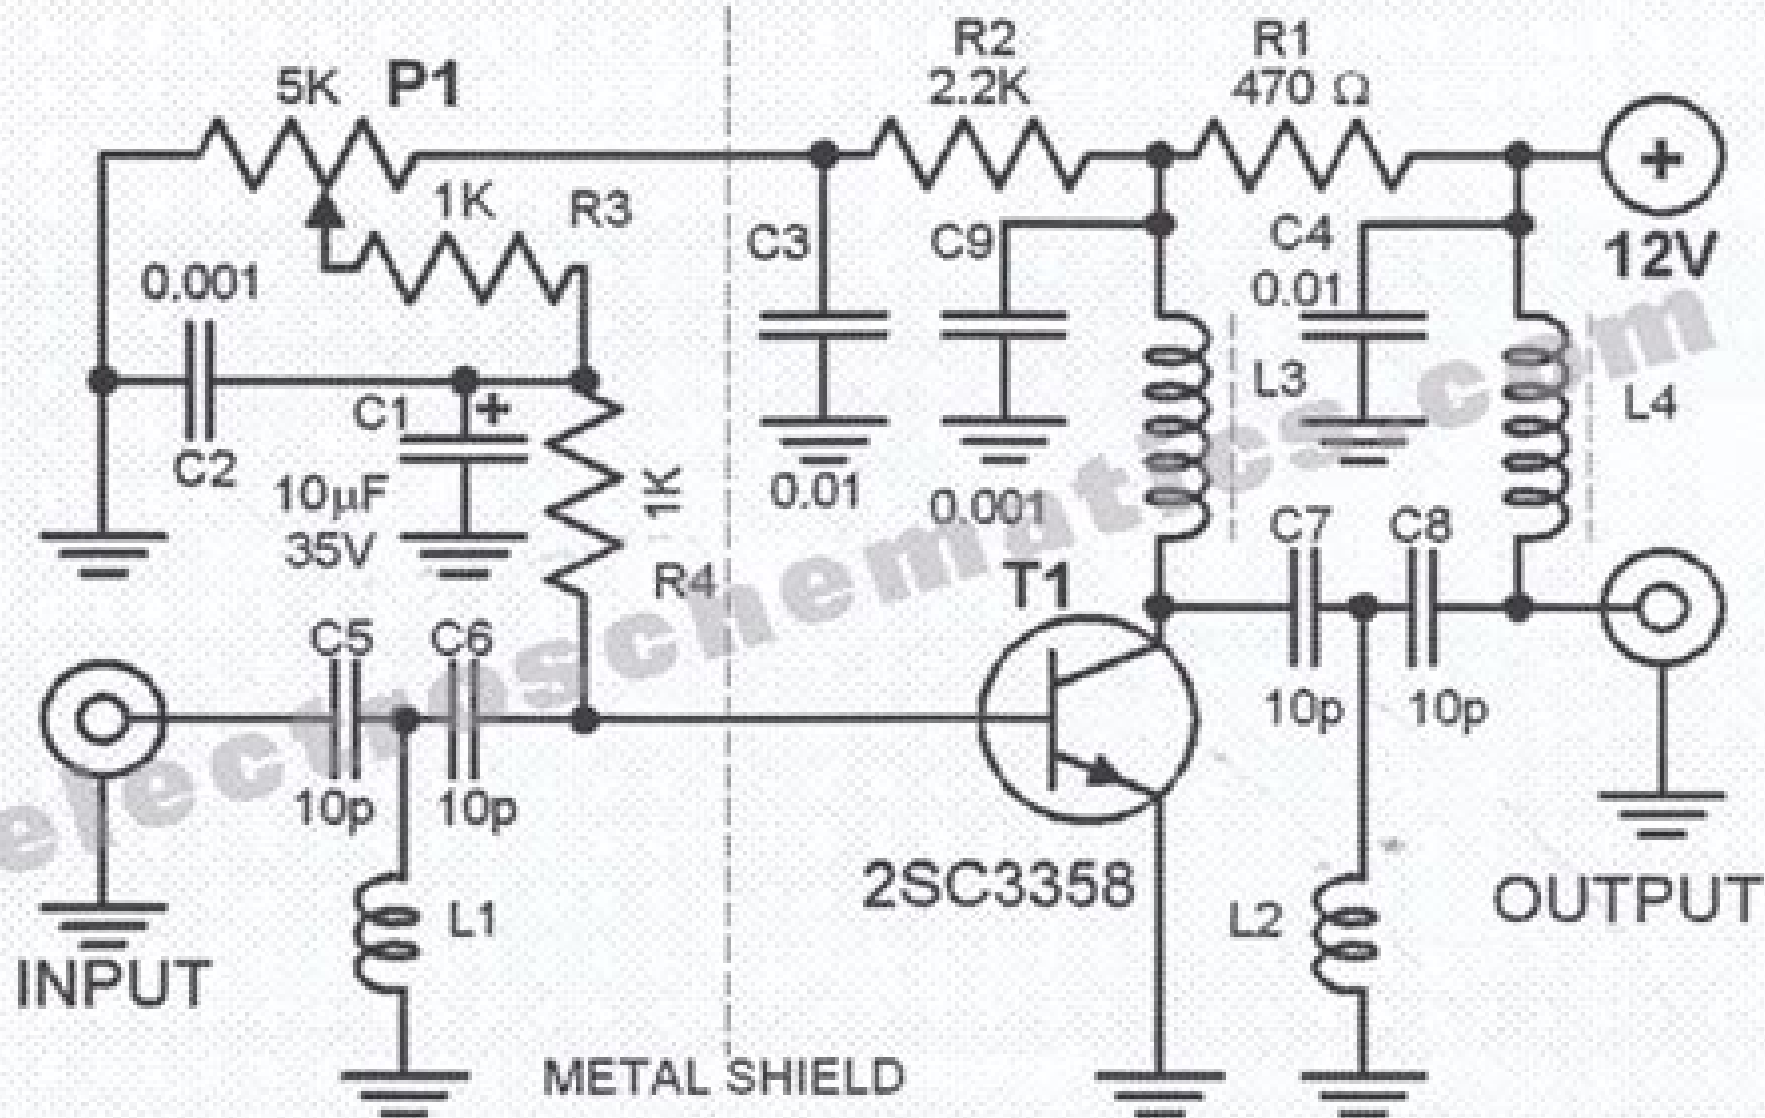 5K P1
R2
2.2K
R1
470 Ω
1K R3
0.001
C3
C9
C4
0.01
+
12V
C1 +
C2
10µF
35V
1K
R4
0.01
0.001
L3
L4
C7 C8
T1
C5 C6
10p 10p
10p 10p
L1
2SC3358
L2
OUTPUT
INPUT
METAL SHIELD
electroschematics.com